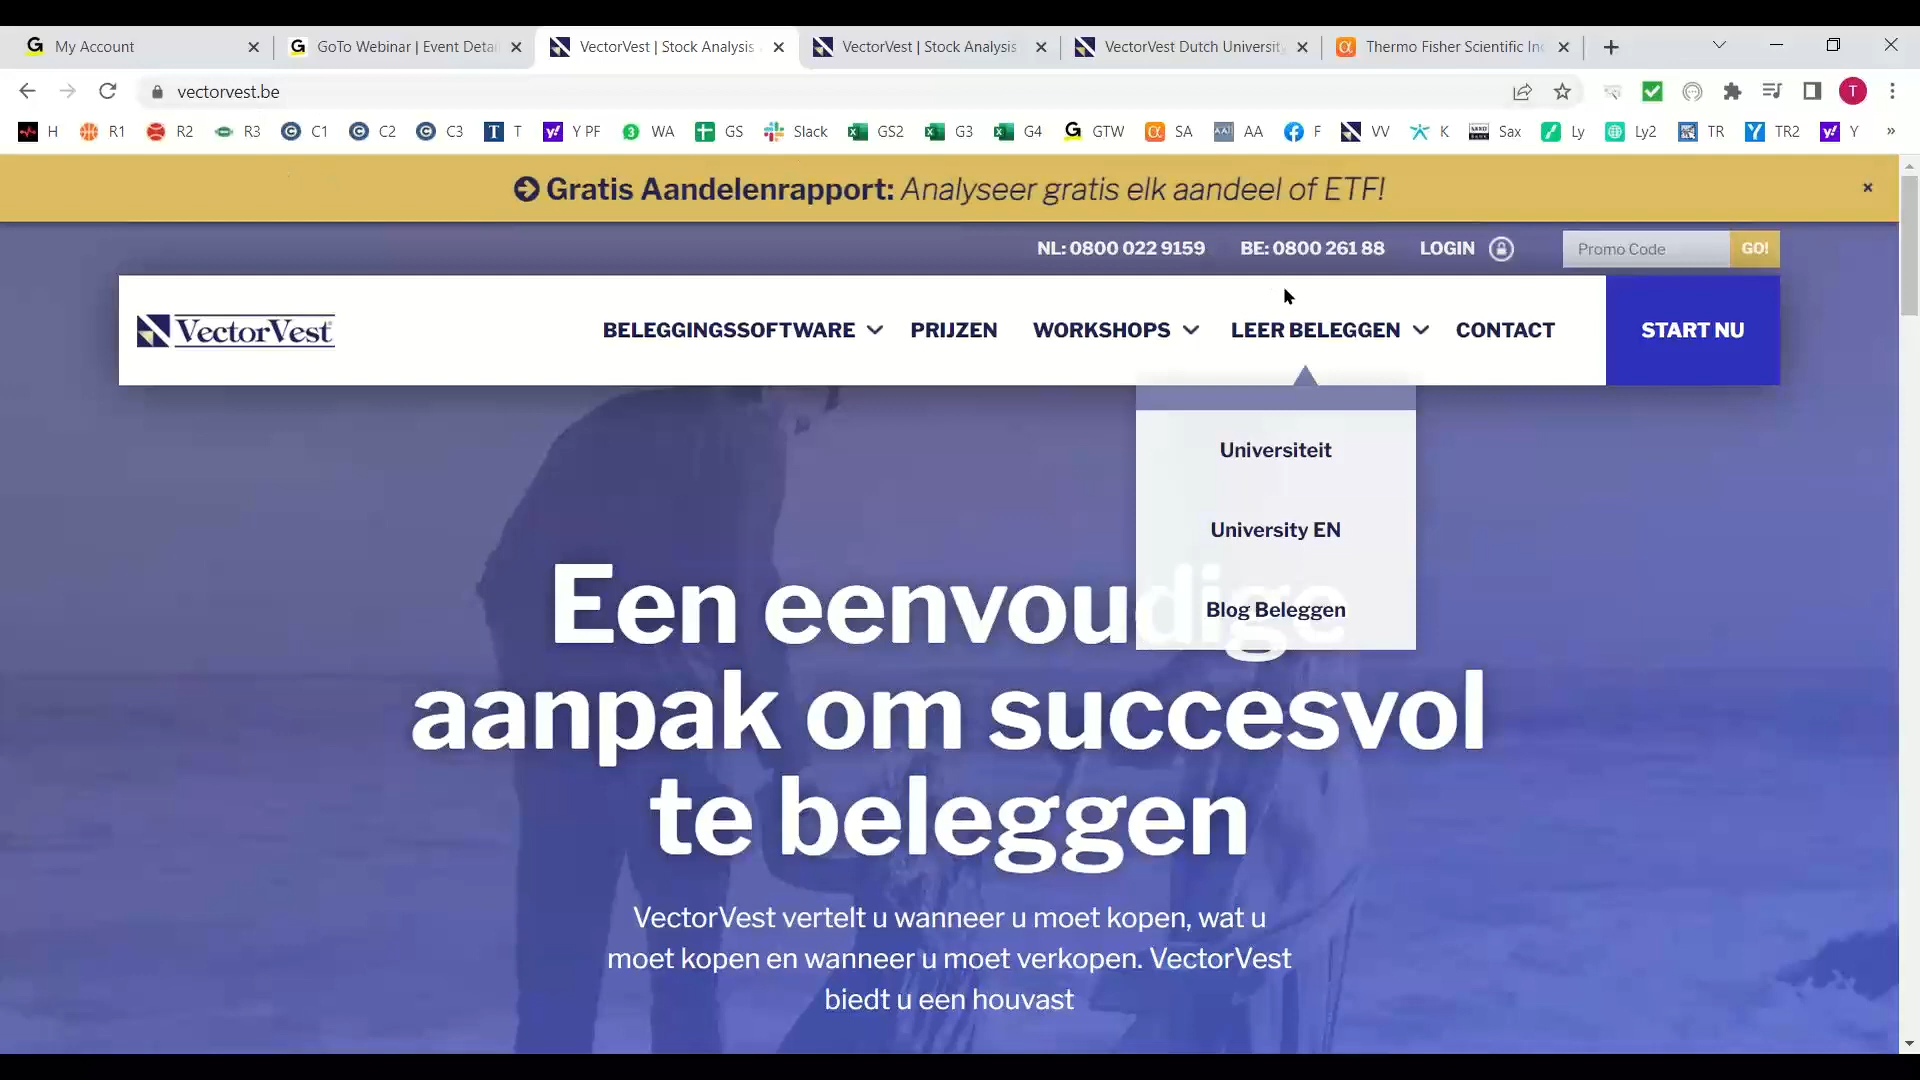 My Account
GoTo Webinar | Event Detai
VectorVest | Stock Analysis
VectorVest | Stock Analysis
VectorVest Dutch Universit
Thermo Fisher Scientific Inc
vectorvest.be
T
H R1 R2 R3 C1 C2 C3 T Y PF WA GS Slack GS2 G3 G4 GTW SA AA F VV K Sax Ly Ly2 TR TR2 Y »
Gratis Aandelenrapport: Analyseer gratis elk aandeel of ETF!
NL: 0800 022 9159 BE: 0800 261 88 LOGIN Promo Code GO!
VectorVest BELEGGINGSSOFTWARE PRIJZEN WORKSHOPS LEER BELEGGEN CONTACT START NU
Universiteit
University EN
Blog Beleggen
Een eenvoudige
aanpak om succesvol
te beleggen
VectorVest vertelt u wanneer u moet kopen, wat u
moet kopen en wanneer u moet verkopen. VectorVest
biedt u een houvast